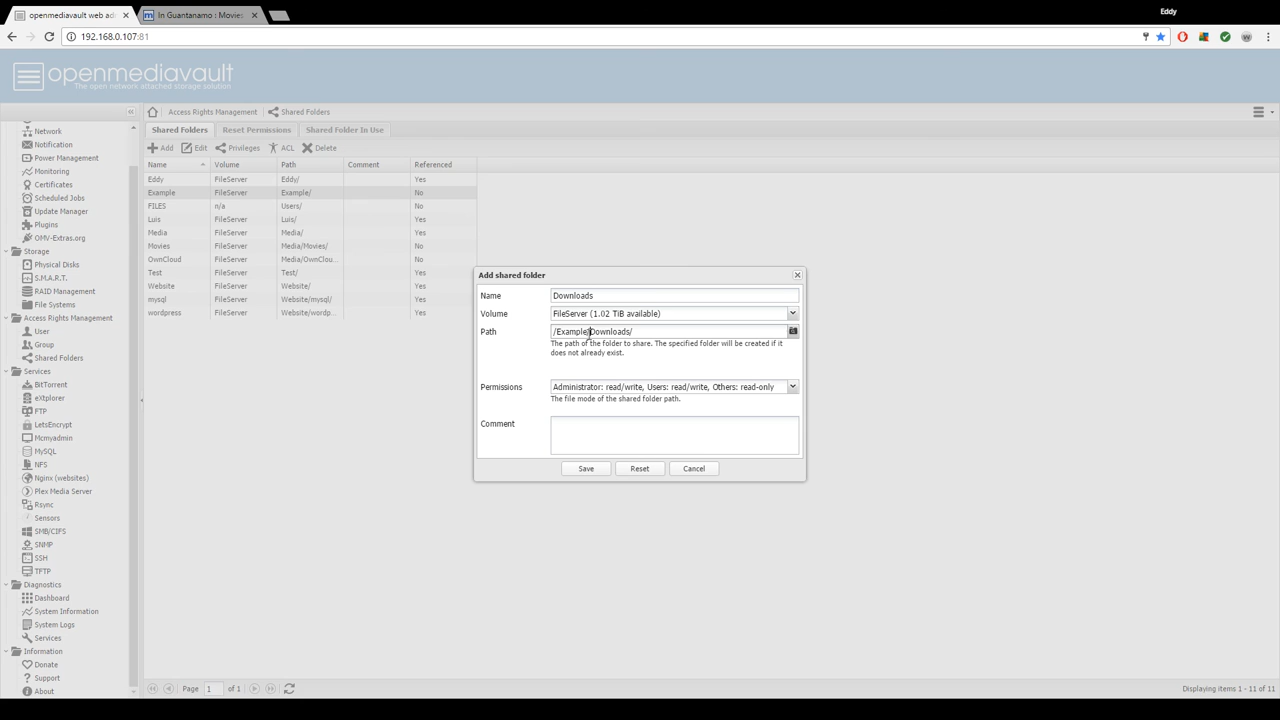 openmediavault web ad
In Guantanamo : Movies
Eddy
192.168.0.107:81
openmediavault
The open network attached storage solution
Access Rights Management
Shared Folders
Shared Folders
Reset Permissions
Shared Folder In Use
Add
Edit
Privileges
ACL
Delete
Name Volume Path Comment Referenced
Eddy FileServer Eddy/ Yes
Example FileServer Example/ No
FILES n/a Users/ No
Luis FileServer Luis/ Yes
Media FileServer Media/ Yes
Movies FileServer Media/Movies/ No
OwnCloud FileServer Media/OwnClou... No
Test FileServer Test/ Yes
Website FileServer Website/ Yes
mysql FileServer Website/mysql/ Yes
wordpress FileServer Website/wordp... Yes
Network
Notification
Power Management
Monitoring
Certificates
Scheduled Jobs
Update Manager
Plugins
OMV-Extras.org
Storage
Physical Disks
S.M.A.R.T.
RAID Management
File Systems
Access Rights Management
User
Group
Shared Folders
Services
BitTorrent
eXtplorer
FTP
LetsEncrypt
Mcmyadmin
MySQL
NFS
Nginx (websites)
Plex Media Server
Rsync
Sensors
SMB/CIFS
SNMP
SSH
TFTP
Diagnostics
Dashboard
System Information
System Logs
Services
Information
Donate
Support
About
Add shared folder
Name Downloads
Volume FileServer (1.02 TiB available)
Path /Example/Downloads/
The path of the folder to share. The specified folder will be created if it
does not already exist.
Permissions Administrator: read/write, Users: read/write, Others: read-only
The file mode of the shared folder path.
Comment
Save Reset Cancel
Page 1 of 1
Displaying items 1 - 11 of 11